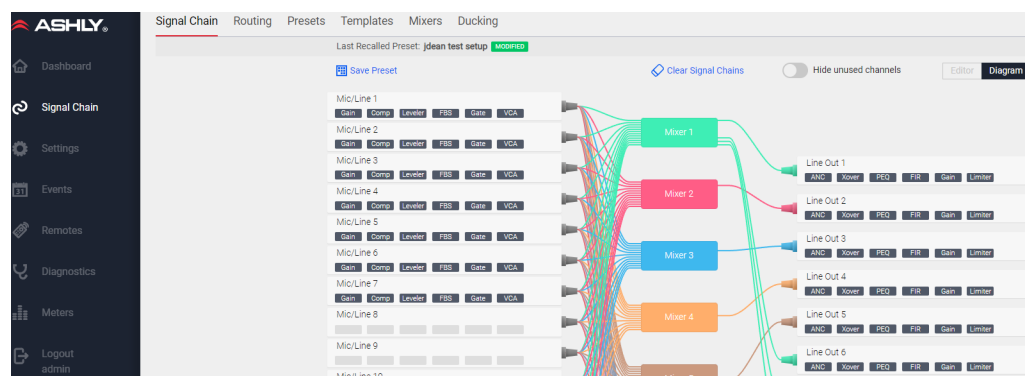 ASHLY®
Signal Chain Routing Presets Templates Mixers Ducking
Last Recalled Preset: jdean test setup MODIFIED
Save Preset
Clear Signal Chains
Hide unused channels
Editor Diagram
Dashboard
Signal Chain
Settings
31 Events
Remotes
Diagnostics
Meters
Logout
admin
Mic/Line 1
Gain Comp Leveler FBS Gate VCA
Mic/Line 2
Gain Comp Leveler FBS Gate VCA
Mic/Line 3
Gain Comp Leveler FBS Gate VCA
Mic/Line 4
Gain Comp Leveler FBS Gate VCA
Mic/Line 5
Gain Comp Leveler FBS Gate VCA
Mic/Line 6
Gain Comp Leveler FBS Gate VCA
Mic/Line 7
Gain Comp Leveler FBS Gate VCA
Mic/Line 8
Mic/Line 9
Mic/Line 10
Mixer 1
Mixer 2
Mixer 3
Mixer 4
Line Out 1
ANC Xover PEQ FIR Gain Limiter
Line Out 2
ANC Xover PEQ FIR Gain Limiter
Line Out 3
ANC Xover PEQ FIR Gain Limiter
Line Out 4
ANC Xover PEQ FIR Gain Limiter
Line Out 5
ANC Xover PEQ FIR Gain Limiter
Line Out 6
ANC Xover PEQ FIR Gain Limiter